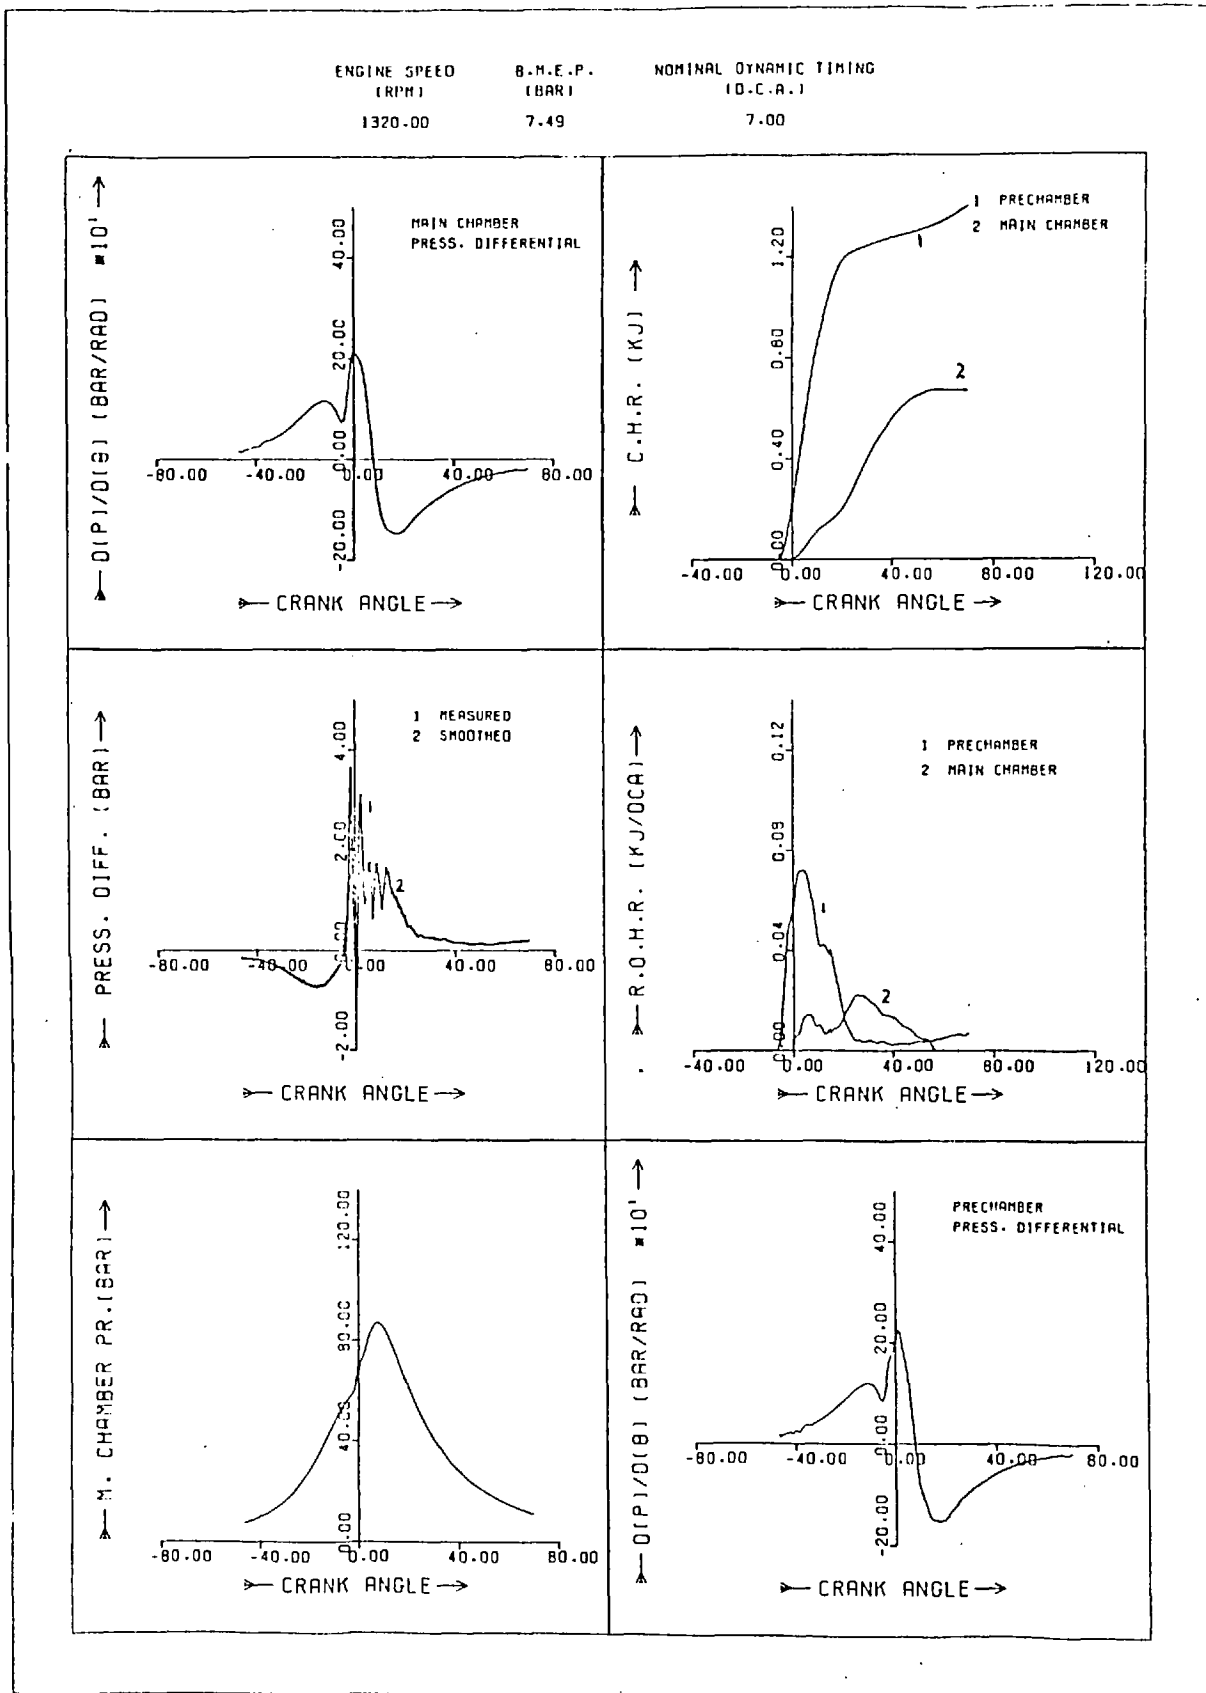 ENGINE SPEED B.M.E.P. NOMINAL DYNAMIC TIMING
(RPM) (BAR) (D.C.A.)
1320.00 7.49 7.00
D(P)/D(θ) (BAR/RAD) *10¹
MAIN CHAMBER
PRESS. DIFFERENTIAL
40.00
20.00
0.00
-20.00
-80.00 -40.00 0.00 40.00 80.00
CRANK ANGLE
C.H.R. (KJ)
1 PRECHAMBER
2 MAIN CHAMBER
1.20
0.80
0.40
0.00
1
2
-40.00 0.00 40.00 80.00 120.00
CRANK ANGLE
PRESS. DIFF. (BAR)
1 MEASURED
2 SMOOTHED
4.00
2.00
0.00
-2.00
1
2
-80.00 -40.00 0.00 40.00 80.00
CRANK ANGLE
R.O.H.R. (KJ/DCA)
1 PRECHAMBER
2 MAIN CHAMBER
0.12
0.08
0.04
0.00
1
2
-40.00 0.00 40.00 80.00 120.00
CRANK ANGLE
M. CHAMBER PR.(BAR)
120.00
80.00
40.00
0.00
-80.00 -40.00 0.00 40.00 80.00
CRANK ANGLE
D(P)/D(θ) (BAR/RAD) *10¹
PRECHAMBER
PRESS. DIFFERENTIAL
40.00
20.00
0.00
-20.00
-80.00 -40.00 0.00 40.00 80.00
CRANK ANGLE